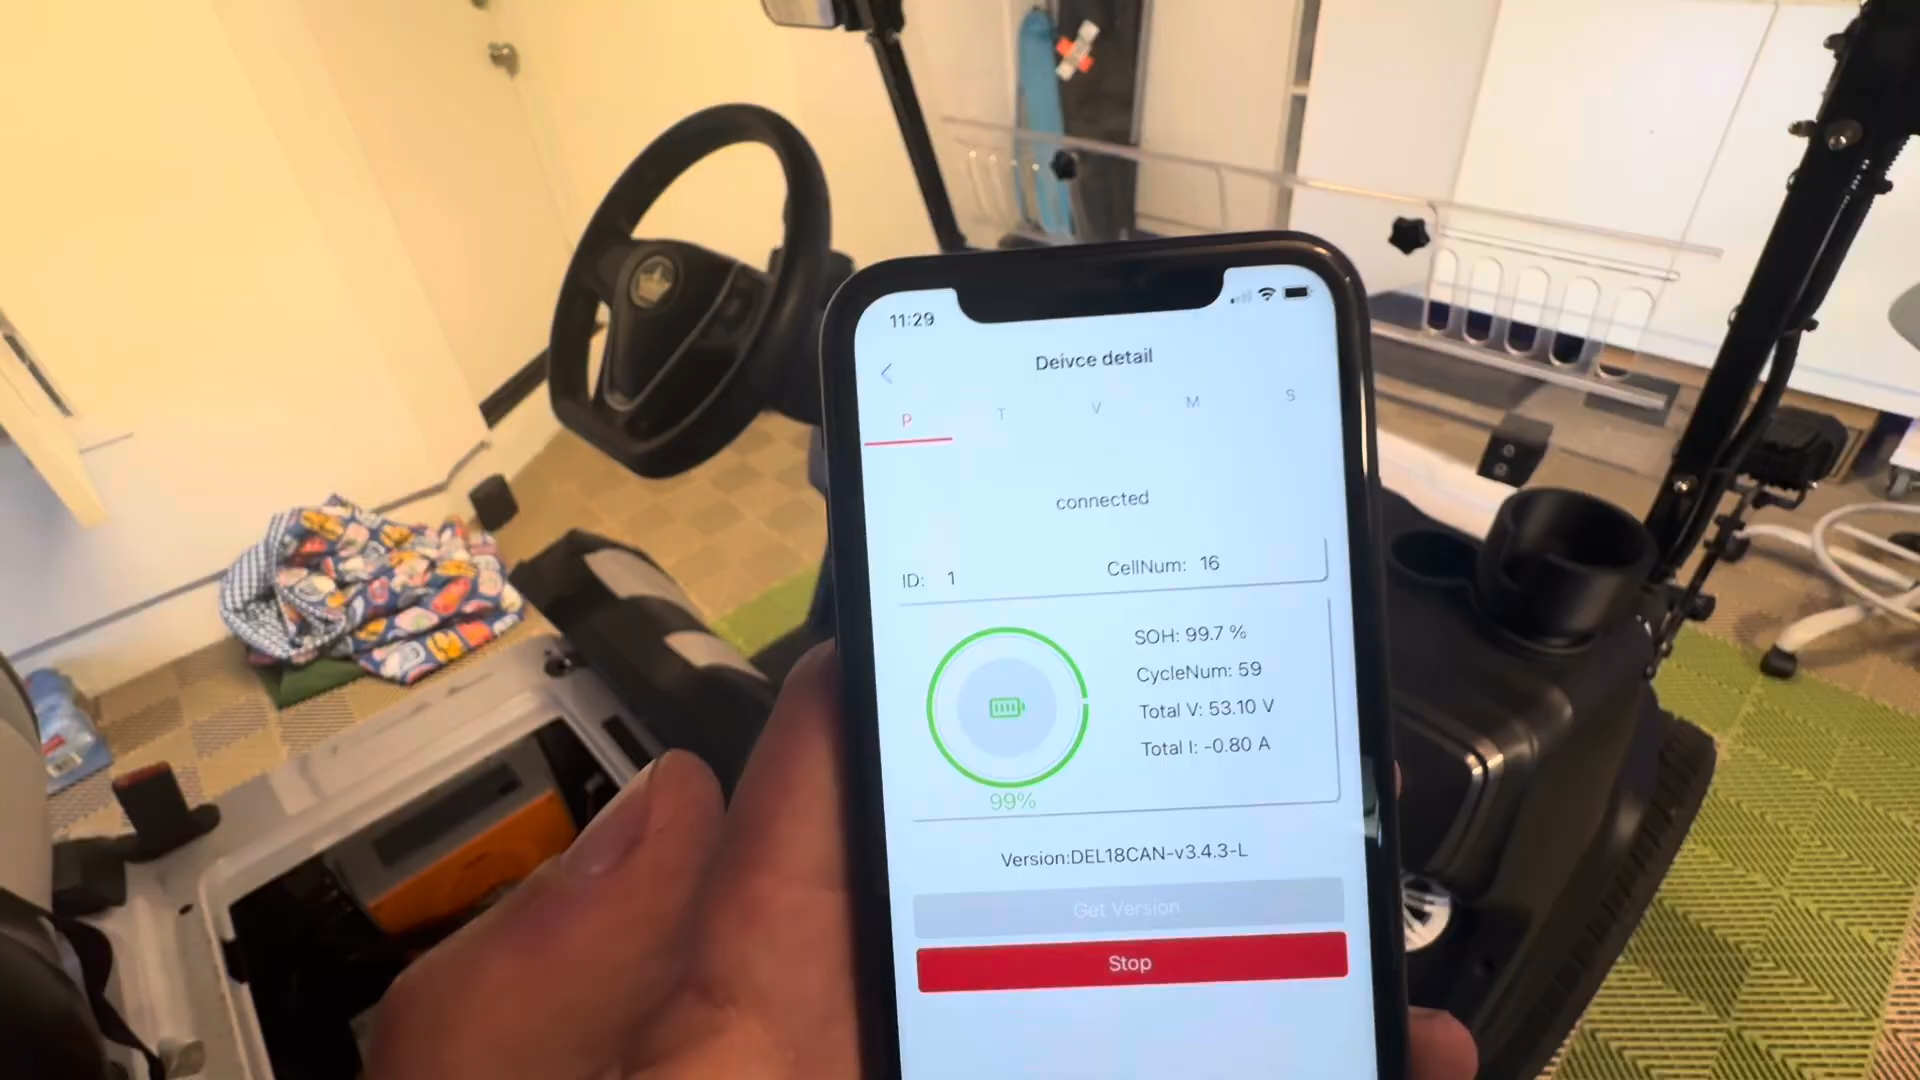 11:29
Deivce detail
P T V M S
connected
ID: 1 CellNum: 16
SOH: 99.7 %
CycleNum: 59
Total V: 53.10 V
Total I: -0.80 A
99%
Version:DEL18CAN-v3.4.3-L
Get Version
Stop